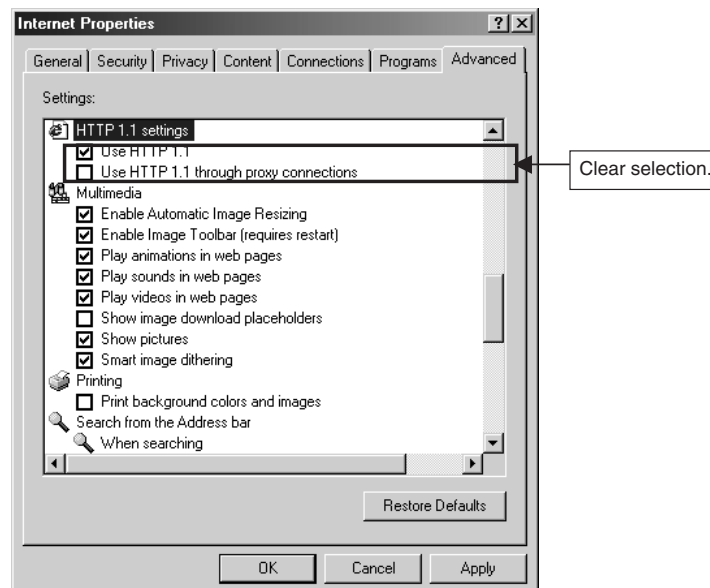 Internet Properties
General Security Privacy Content Connections Programs Advanced
Settings:
HTTP 1.1 settings
Use HTTP 1.1
Use HTTP 1.1 through proxy connections
Clear selection.
Multimedia
Enable Automatic Image Resizing
Enable Image Toolbar (requires restart)
Play animations in web pages
Play sounds in web pages
Play videos in web pages
Show image download placeholders
Show pictures
Smart image dithering
Printing
Print background colors and images
Search from the Address bar
When searching
Restore Defaults
OK Cancel Apply